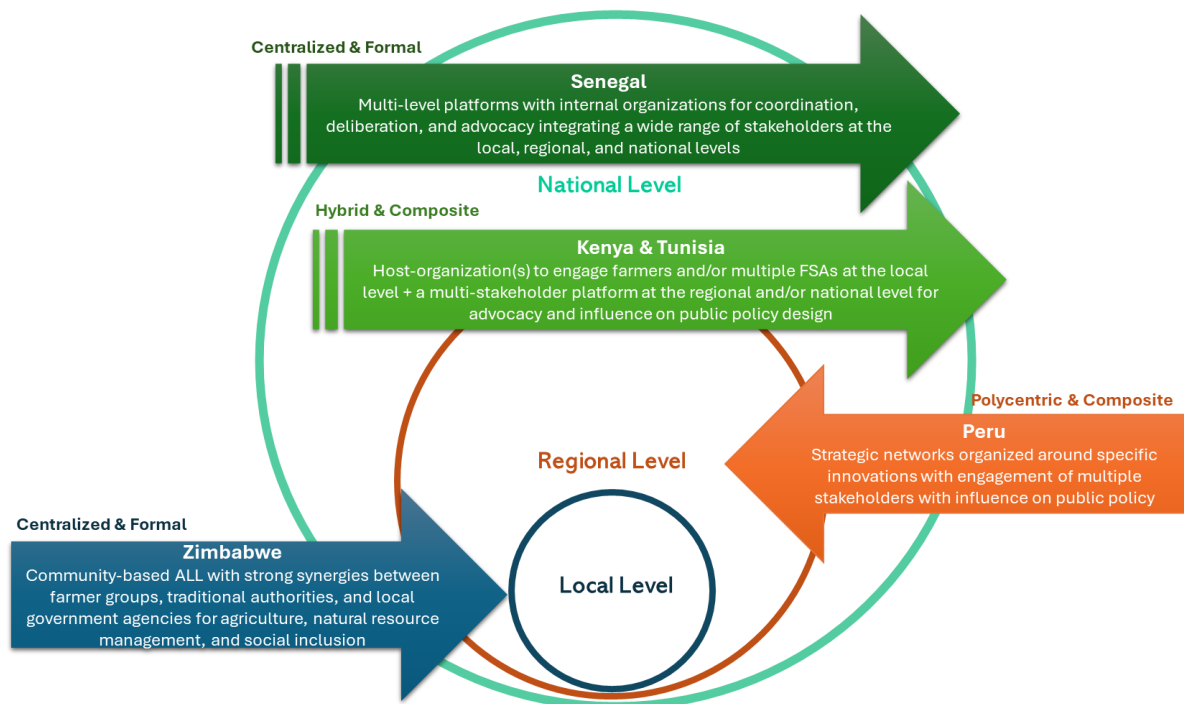 Centralized & Formal
Senegal
Multi-level platforms with internal organizations for coordination,
deliberation, and advocacy integrating a wide range of stakeholders at the
local, regional, and national levels
National Level
Hybrid & Composite
Kenya & Tunisia
Host-organization(s) to engage farmers and/or multiple FSAs at the local
level + a multi-stakeholder platform at the regional and/or national level for
advocacy and influence on public policy design
Polycentric & Composite
Peru
Strategic networks organized around specific
innovations with engagement of multiple
stakeholders with influence on public policy
Regional Level
Centralized & Formal
Zimbabwe
Community-based ALL with strong synergies between
farmer groups, traditional authorities, and local
government agencies for agriculture, natural resource
management, and social inclusion
Local Level